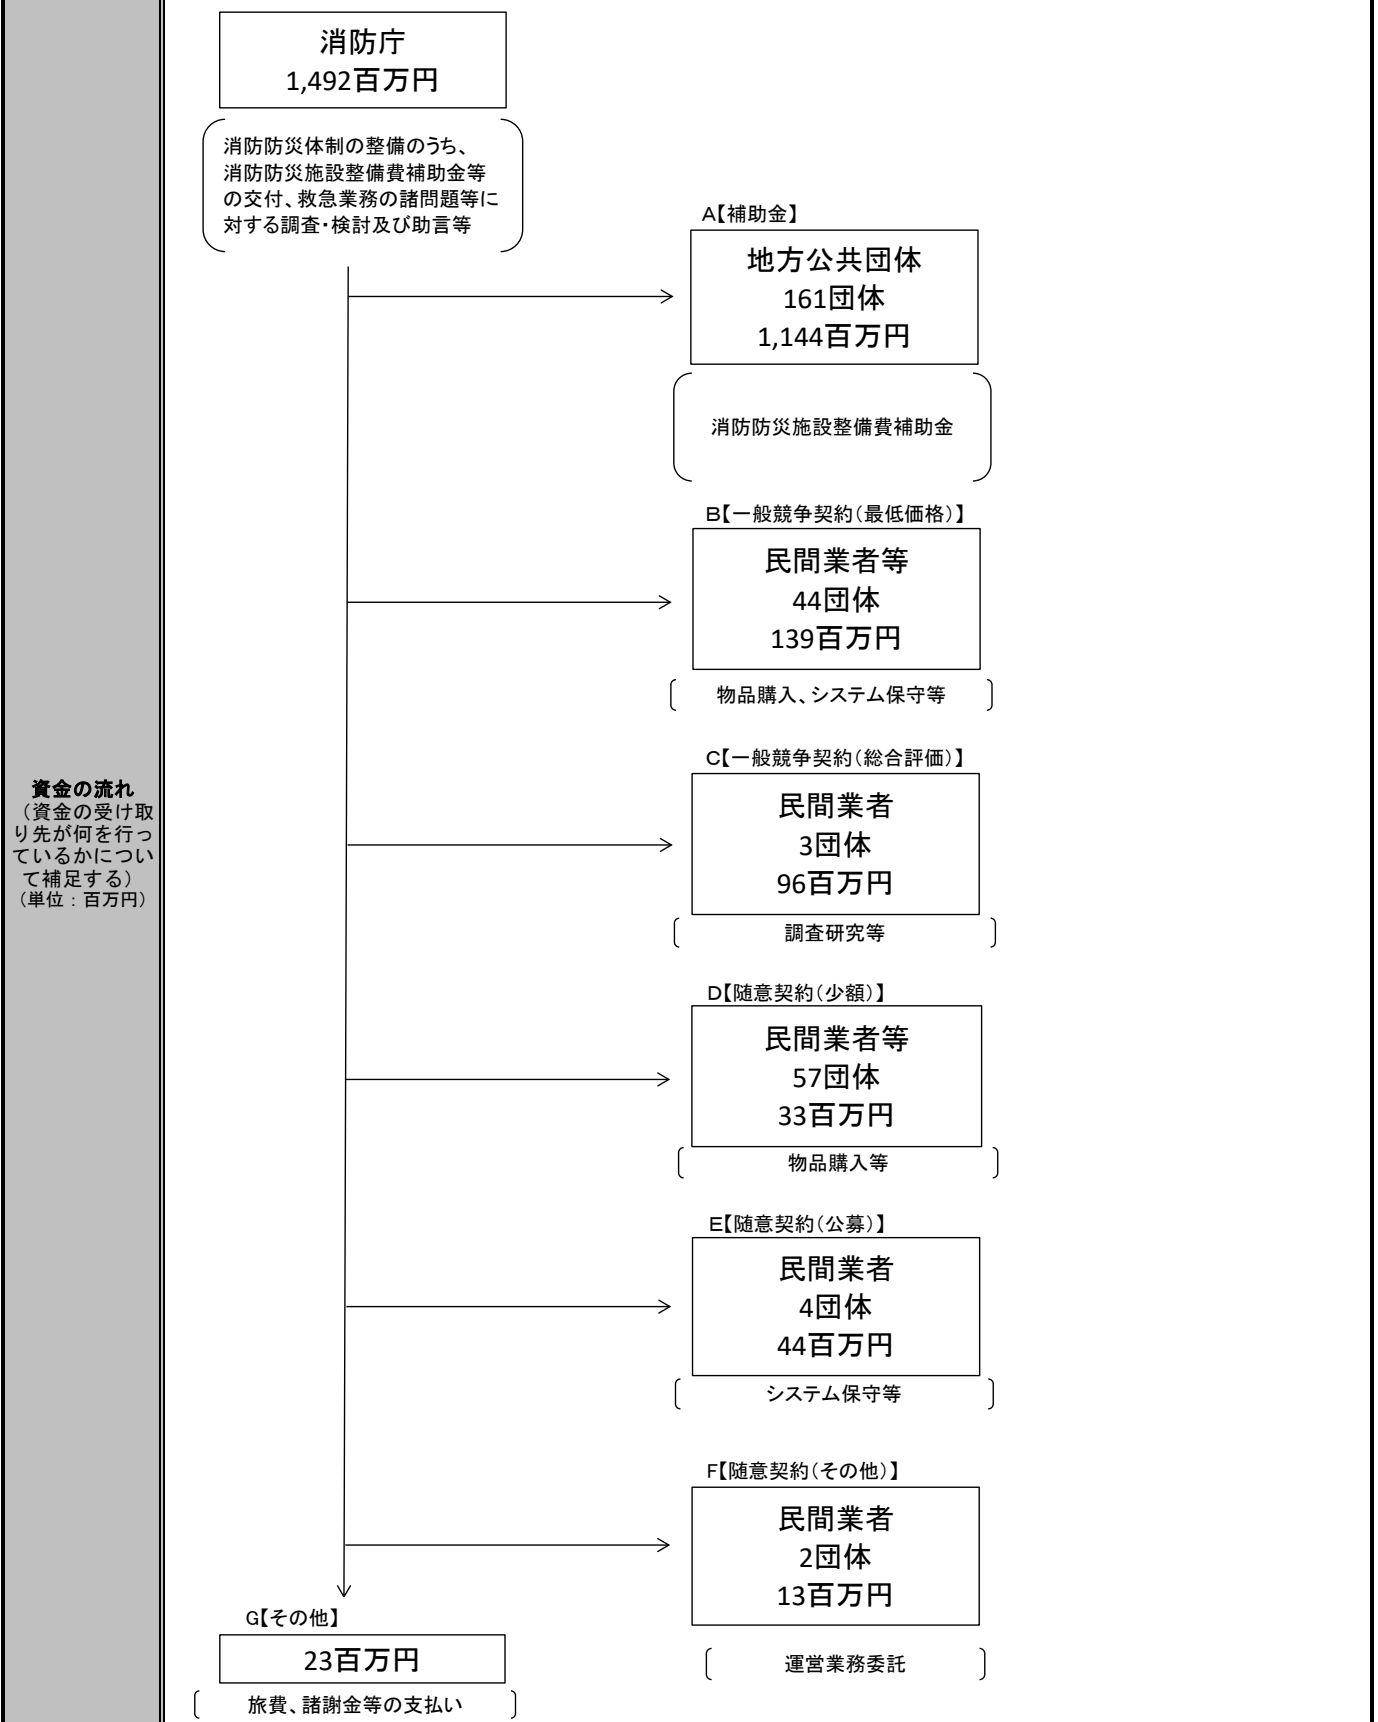 消防庁
1,492百万円
消防防災体制の整備のうち、
消防防災施設整備費補助金等
の交付、救急業務の諸問題等に
対する調査・検討及び助言等
A【補助金】
地方公共団体
161団体
1,144百万円
消防防災施設整備費補助金
B【一般競争契約(最低価格)】
民間業者等
44団体
139百万円
物品購入、システム保守等
C【一般競争契約(総合評価)】
民間業者
3団体
96百万円
調査研究等
資金の流れ
(資金の受け取
り先が何を行っ
ているかについ
て補足する)
(単位:百万円)
D【随意契約(少額)】
民間業者等
57団体
33百万円
物品購入等
E【随意契約(公募)】
民間業者
4団体
44百万円
システム保守等
F【随意契約(その他)】
民間業者
2団体
13百万円
運営業務委託
G【その他】
23百万円
旅費、諸謝金等の支払い